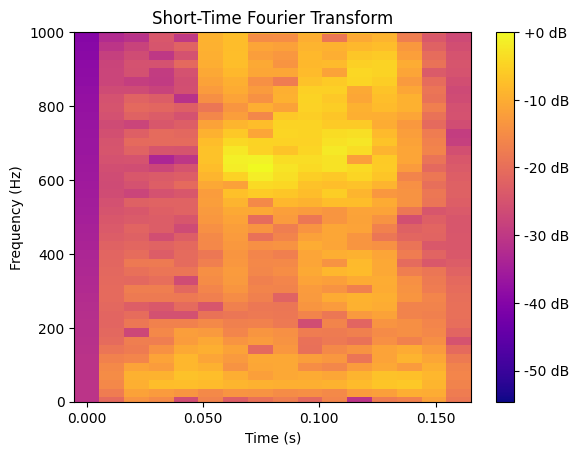 Short-Time Fourier Transform
1000
800
600
400
200
0
Frequency (Hz)
0.000
0.050
0.100
0.150
Time (s)
+0 dB
-10 dB
-20 dB
-30 dB
-40 dB
-50 dB